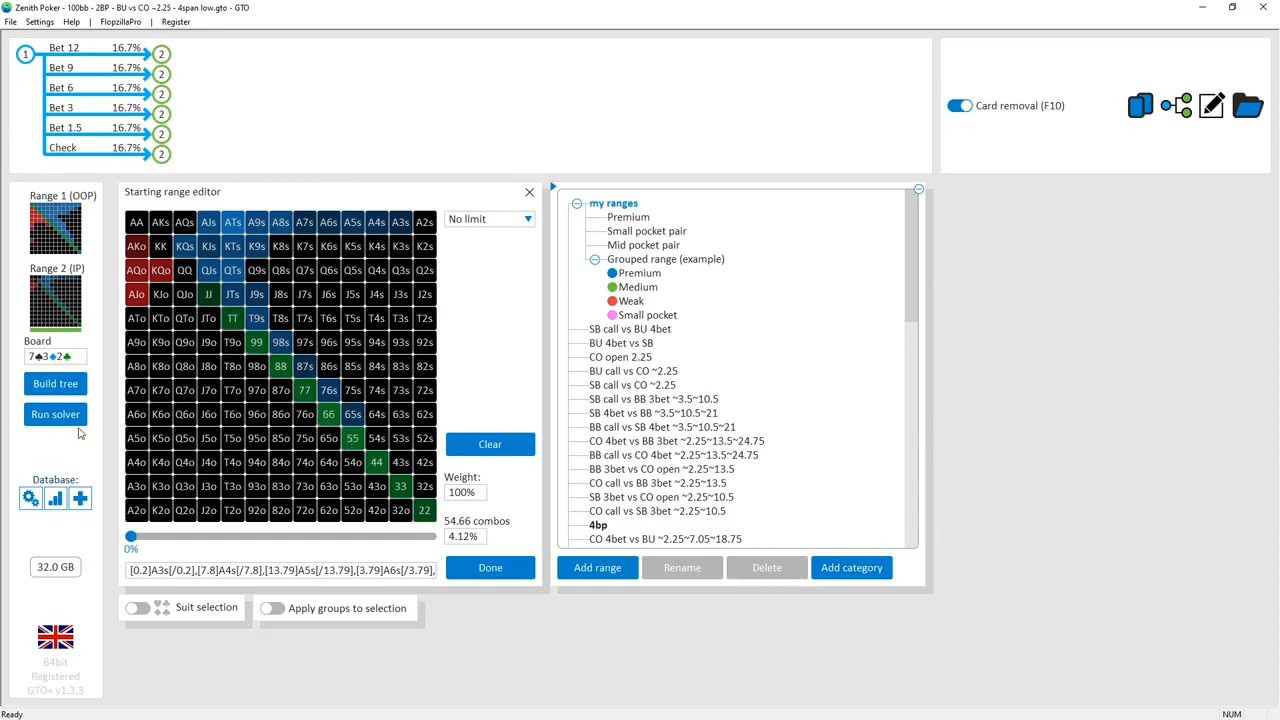 Zenith Poker - 100bb - 2BP - BU vs CO ~2.25 - 4span low.gto - GTO
File Settings Help FlopzillaPro Register
1 Bet 12 16.7% 2
Bet 9 16.7% 2
Bet 6 16.7% 2
Bet 3 16.7% 2
Bet 1.5 16.7% 2
Check 16.7% 2
Card removal (F10)
Range 1 (OOP)
Range 2 (IP)
Board
7♠3♦2♣
Build tree
Run solver
Database:
32.0 GB
64bit
Registered
GTO+ v1.3.3
Starting range editor
AA AKs AQs AJs ATs A9s A8s A7s A6s A5s A4s A3s A2s
AKo KK KQs KJs KTs K9s K8s K7s K6s K5s K4s K3s K2s
AQo KQo QQ QJs QTs Q9s Q8s Q7s Q6s Q5s Q4s Q3s Q2s
AJo KJo QJo JJ JTs J9s J8s J7s J6s J5s J4s J3s J2s
ATo KTo QTo JTo TT T9s T8s T7s T6s T5s T4s T3s T2s
A9o K9o Q9o J9o T9o 99 98s 97s 96s 95s 94s 93s 92s
A8o K8o Q8o J8o T8o 98o 88 87s 86s 85s 84s 83s 82s
A7o K7o Q7o J7o T7o 97o 87o 77 76s 75s 74s 73s 72s
A6o K6o Q6o J6o T6o 96o 86o 76o 66 65s 64s 63s 62s
A5o K5o Q5o J5o T5o 95o 85o 75o 65o 55 54s 53s 52s
A4o K4o Q4o J4o T4o 94o 84o 74o 64o 54o 44 43s 42s
A3o K3o Q3o J3o T3o 93o 83o 73o 63o 53o 43o 33 32s
A2o K2o Q2o J2o T2o 92o 82o 72o 62o 52o 42o 32o 22
0%
[0.2]A3s[/0.2],[7.8]A4s[/7.8],[13.79]A5s[/13.79],[3.79]A6s[/3.79],
No limit
Clear
Weight:
100%
54.66 combos
4.12%
Done
Suit selection
Apply groups to selection
my ranges
Premium
Small pocket pair
Mid pocket pair
Grouped range (example)
Premium
Medium
Weak
Small pocket
SB call vs BU 4bet
BU 4bet vs SB
CO open 2.25
BU call vs CO ~2.25
SB call vs CO ~2.25
SB call vs BB 3bet ~3.5~10.5
SB 4bet vs BB ~3.5~10.5~21
BB call vs SB 4bet ~3.5~10.5~21
CO 4bet vs BB 3bet ~2.25~13.5~24.75
BB call vs CO 4bet ~2.25~13.5~24.75
BB 3bet vs CO open ~2.25~13.5
CO call vs BB 3bet ~2.25~13.5
SB 3bet vs CO open ~2.25~10.5
CO call vs SB 3bet ~2.25~10.5
4bp
CO 4bet vs BU ~2.25~7.05~18.75
Add range
Rename
Delete
Add category
Ready
NUM